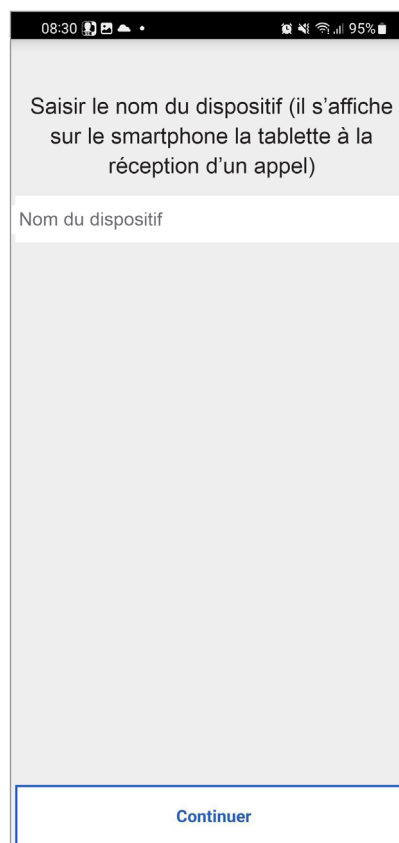 08:30 95%
Saisir le nom du dispositif (il s’affiche
sur le smartphone la tablette à la
réception d’un appel)
Nom du dispositif
Continuer